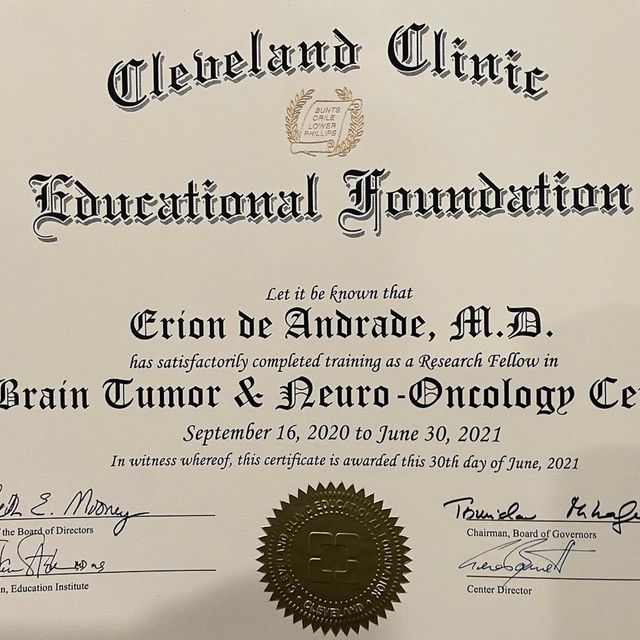 Cleveland Clinic
BUNTS
CRILE
LOWER
PHILLIPS
Educational Foundation
Let it be known that
Erion de Andrade, M.D.
has satisfactorily completed training as a Research Fellow in
Brain Tumor & Neuro-Oncology Ce
September 16, 2020 to June 30, 2021
In witness whereof, this certificate is awarded this 30th day of June, 2021
E. Mooney
the Board of Directors
Chairman, Board of Governors
n, Education Institute
Center Director
CLEVELAND